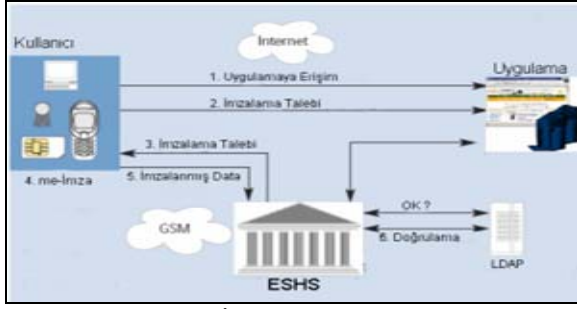 Kullanıcı
İnternet
Uygulama
1. Uygulamaya Erişim
2. İmzalama Talebi
3. İmzalama Talebi
4. me-İmza
5. İmzalanmış Data
GSM
OK ?
6. Doğrulama
LDAP
ESHS